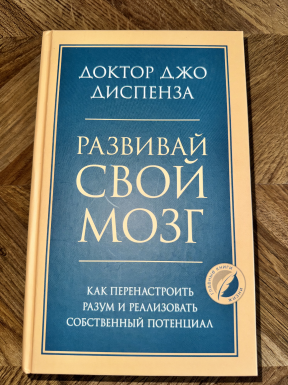 ДОКТОР ДЖО
ДИСПЕНЗА
РАЗВИВАЙ
СВОЙ
МОЗГ
КАК ПЕРЕНАСТРОИТЬ
РАЗУМ И РЕАЛИЗОВАТЬ
СОБСТВЕННЫЙ ПОТЕНЦИАЛ